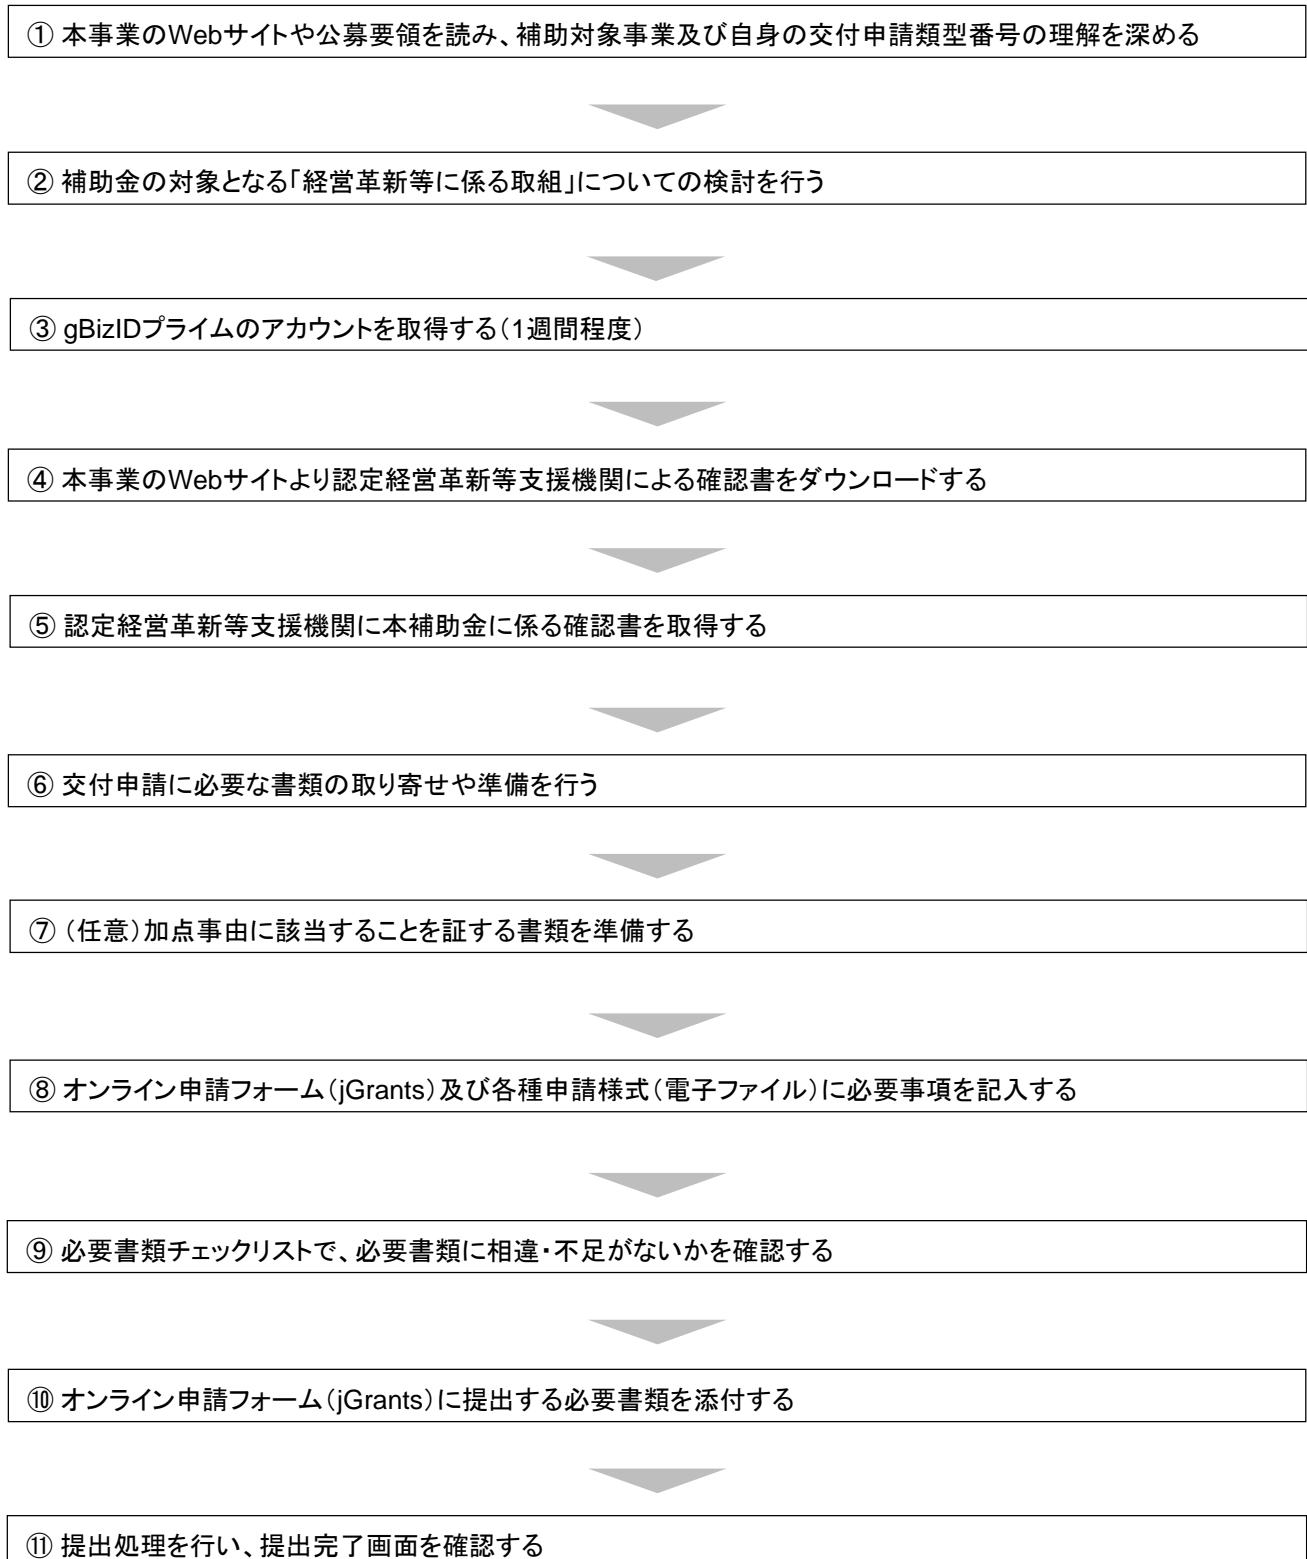 ① 本事業のWebサイトや公募要領を読み、補助対象事業及び自身の交付申請類型番号の理解を深める
② 補助金の対象となる「経営革新等に係る取組」についての検討を行う
③ gBizIDプライムのアカウントを取得する（1週間程度）
④ 本事業のWebサイトより認定経営革新等支援機関による確認書をダウンロードする
⑤ 認定経営革新等支援機関に本補助金に係る確認書を取得する
⑥ 交付申請に必要な書類の取り寄せや準備を行う
⑦ （任意）加点事由に該当することを証する書類を準備する
⑧ オンライン申請フォーム（jGrants）及び各種申請様式（電子ファイル）に必要事項を記入する
⑨ 必要書類チェックリストで、必要書類に相違・不足がないかを確認する
⑩ オンライン申請フォーム（jGrants）に提出する必要書類を添付する
⑪ 提出処理を行い、提出完了画面を確認する